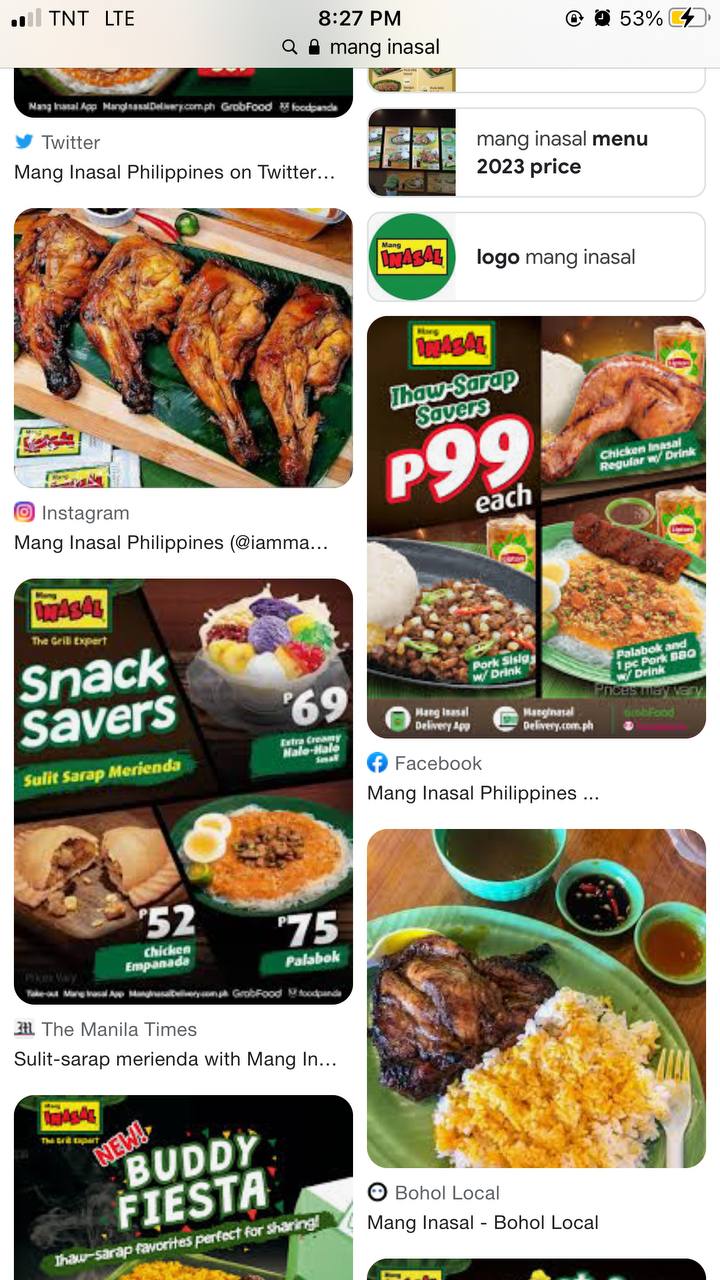 TNT LTE
8:27 PM
53%
mang inasal
Mang Inasal App ManginasalDelivery.com.ph GrabFood foodpanda
Twitter
Mang Inasal Philippines on Twitter...
Instagram
Mang Inasal Philippines (@iamma...
Mang
INASAL
The Grill Expert
Snack
Savers
Sulit Sarap Merienda
P69
Extra Creamy
Halo-Halo
Small
P52
Chicken
Empanada
P75
Palabok
Prices Vary
Take-out Mang Inasal App ManginasalDelivery.com.ph GrabFood foodpanda
The Manila Times
Sulit-sarap merienda with Mang In...
Mang
INASAL
The Grill Expert
NEW!
BUDDY
FIESTA
Ihaw-sarap favorites perfect for sharing!
mang inasal menu
2023 price
Mang
INASAL
logo mang inasal
Mang
INASAL
Ihaw-Sarap
Savers
P99
each
Lipton
Chicken Inasal
Regular w/ Drink
Lipton
Pork Sisig
w/ Drink
Lipton
Palabok and
1 pc Pork BBQ
w/ Drink
Prices may vary
Mang Inasal
Delivery App
ManginasaI
Delivery.com.ph
GrabFood
Facebook
Mang Inasal Philippines ...
Bohol Local
Mang Inasal - Bohol Local